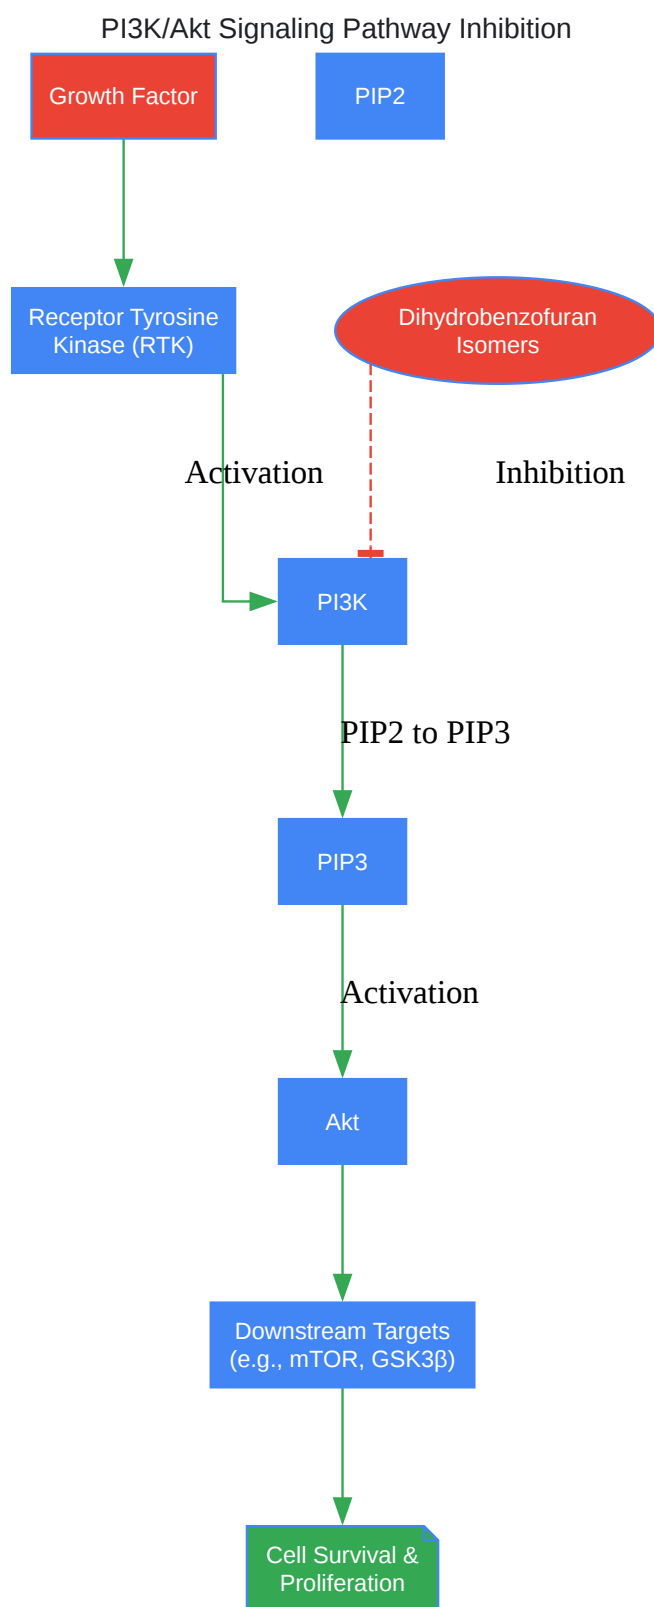 PI3K/Akt Signaling Pathway Inhibition
Growth Factor
PIP2
Receptor Tyrosine
Kinase (RTK)
Dihydrobenzofuran
Isomers
Activation
Inhibition
PI3K
PIP2 to PIP3
PIP3
Activation
Akt
Downstream Targets
(e.g., mTOR, GSK3β)
Cell Survival &
Proliferation